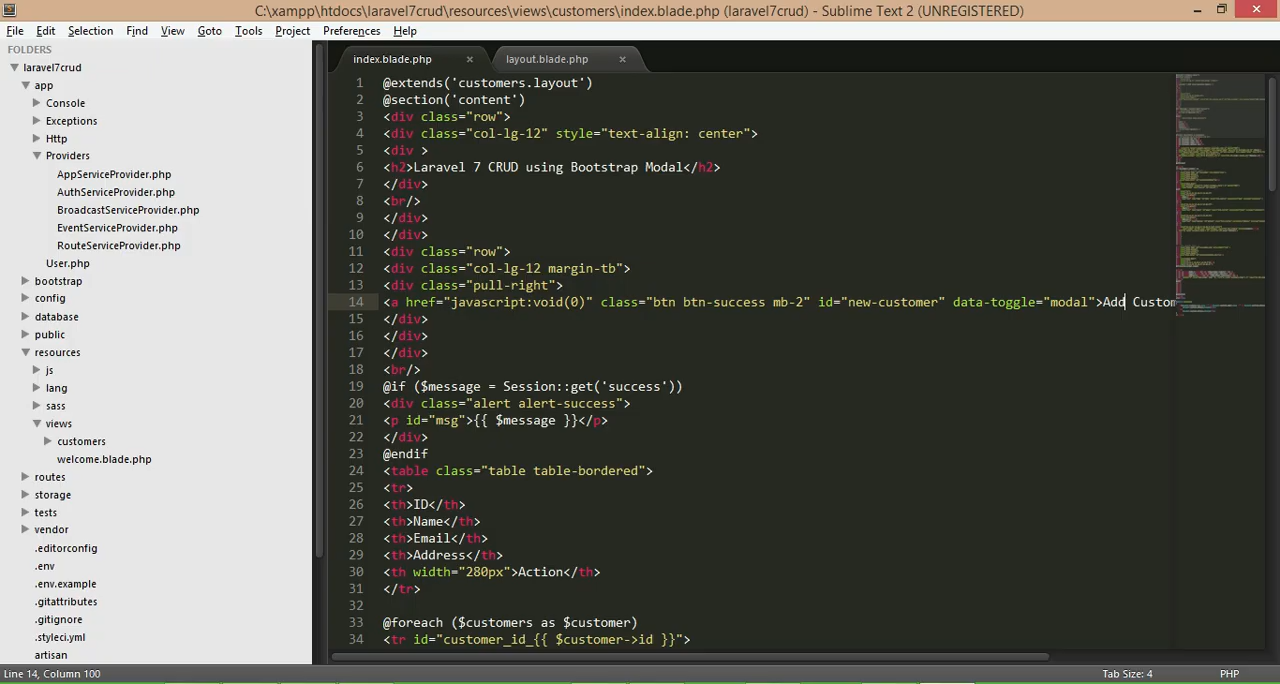 C:\xampp\htdocs\laravel7crud\resources\views\customers\index.blade.php (laravel7crud) - Sublime Text 2 (UNREGISTERED)
File Edit Selection Find View Goto Tools Project Preferences Help
FOLDERS
laravel7crud
app
Console
Exceptions
Http
Providers
AppServiceProvider.php
AuthServiceProvider.php
BroadcastServiceProvider.php
EventServiceProvider.php
RouteServiceProvider.php
User.php
bootstrap
config
database
public
resources
js
lang
sass
views
customers
welcome.blade.php
routes
storage
tests
vendor
.editorconfig
.env
.env.example
.gitattributes
.gitignore
.styleci.yml
artisan
index.blade.php × layout.blade.php ×
1 @extends('customers.layout')
2 @section('content')
3 <div class="row">
4 <div class="col-lg-12" style="text-align: center">
5 <div >
6 <h2>Laravel 7 CRUD using Bootstrap Modal</h2>
7 </div>
8 <br/>
9 </div>
10 </div>
11 <div class="row">
12 <div class="col-lg-12 margin-tb">
13 <div class="pull-right">
14 <a href="javascript:void(0)" class="btn btn-success mb-2" id="new-customer" data-toggle="modal">Add Custom
15 </div>
16 </div>
17 </div>
18 <br/>
19 @if ($message = Session::get('success'))
20 <div class="alert alert-success">
21 <p id="msg">{{ $message }}</p>
22 </div>
23 @endif
24 <table class="table table-bordered">
25 <tr>
26 <th>ID</th>
27 <th>Name</th>
28 <th>Email</th>
29 <th>Address</th>
30 <th width="280px">Action</th>
31 </tr>
32
33 @foreach ($customers as $customer)
34 <tr id="customer_id_{{ $customer->id }}">
Line 14, Column 100 Tab Size: 4 PHP